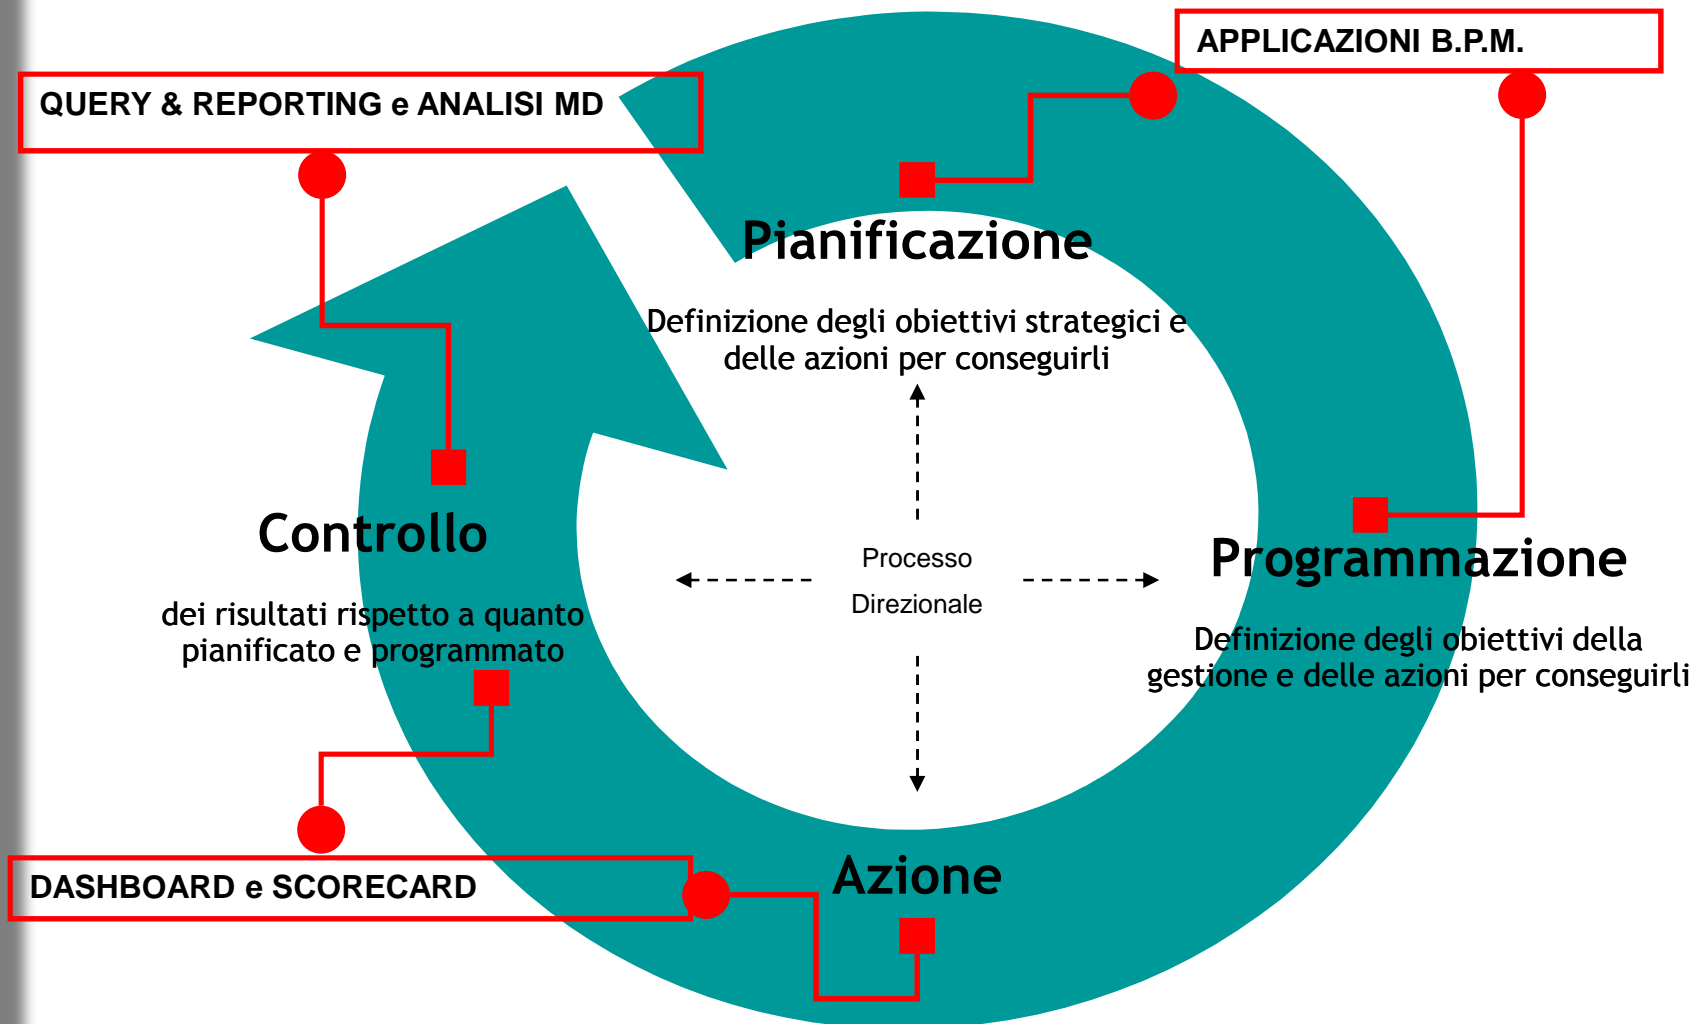 APPLICAZIONI B.P.M.
QUERY & REPORTING e ANALISI MD
Pianificazione
Definizione degli obiettivi strategici e
delle azioni per conseguirli
Controllo
dei risultati rispetto a quanto
pianificato e programmato
Processo
Direzionale
Programmazione
Definizione degli obiettivi della
gestione e delle azioni per conseguirli
Azione
DASHBOARD e SCORECARD